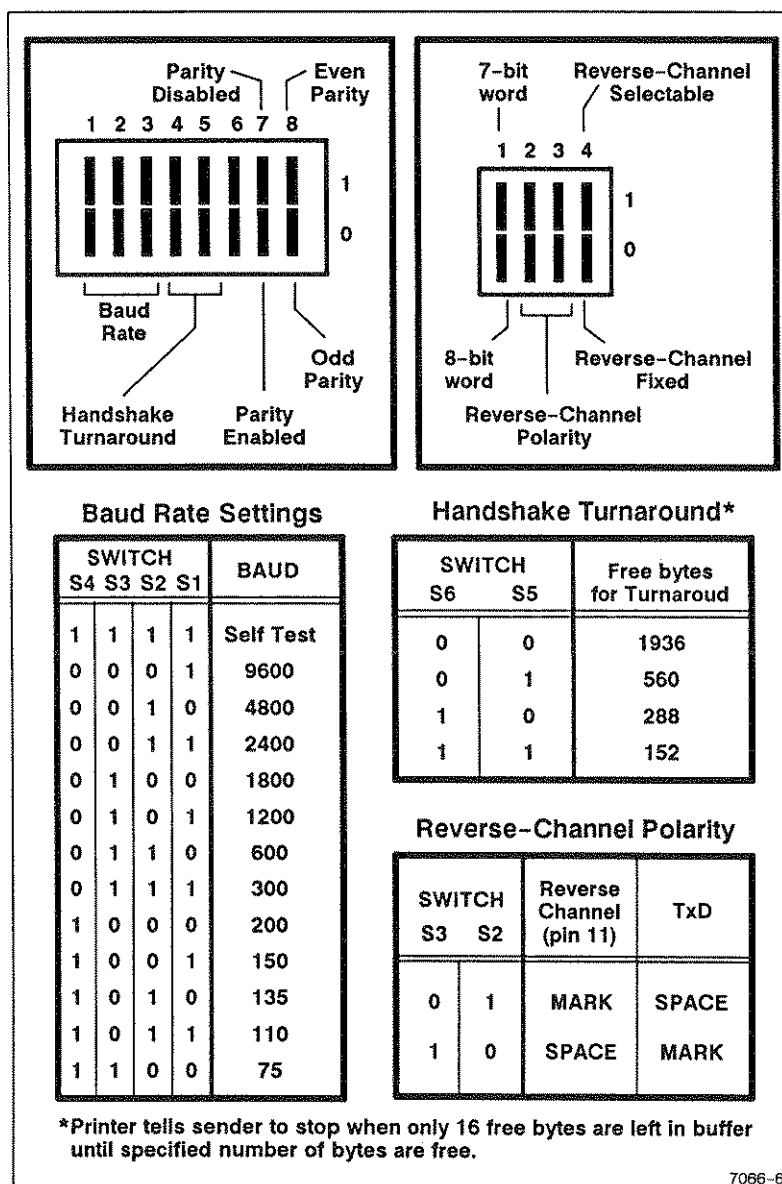 Parity Disabled
Even Parity
1 2 3 4 5 6 7 8
1
0
Baud Rate
Odd Parity
Handshake Turnaround
Parity Enabled
7-bit word
Reverse-Channel Selectable
1 2 3 4
1
0
8-bit word
Reverse-Channel Fixed
Reverse-Channel Polarity
Baud Rate Settings
SWITCH
S4 S3 S2 S1 BAUD
1 1 1 1 Self Test
0 0 0 1 9600
0 0 1 0 4800
0 0 1 1 2400
0 1 0 0 1800
0 1 0 1 1200
0 1 1 0 600
0 1 1 1 300
1 0 0 0 200
1 0 0 1 150
1 0 1 0 135
1 0 1 1 110
1 1 0 0 75
Handshake Turnaround*
SWITCH Free bytes
S6 S5 for Turnaroud
0 0 1936
0 1 560
1 0 288
1 1 152
Reverse-Channel Polarity
SWITCH Reverse Channel TxD
S3 S2 (pin 11)
0 1 MARK SPACE
1 0 SPACE MARK
*Printer tells sender to stop when only 16 free bytes are left in buffer
until specified number of bytes are free.
7066-6